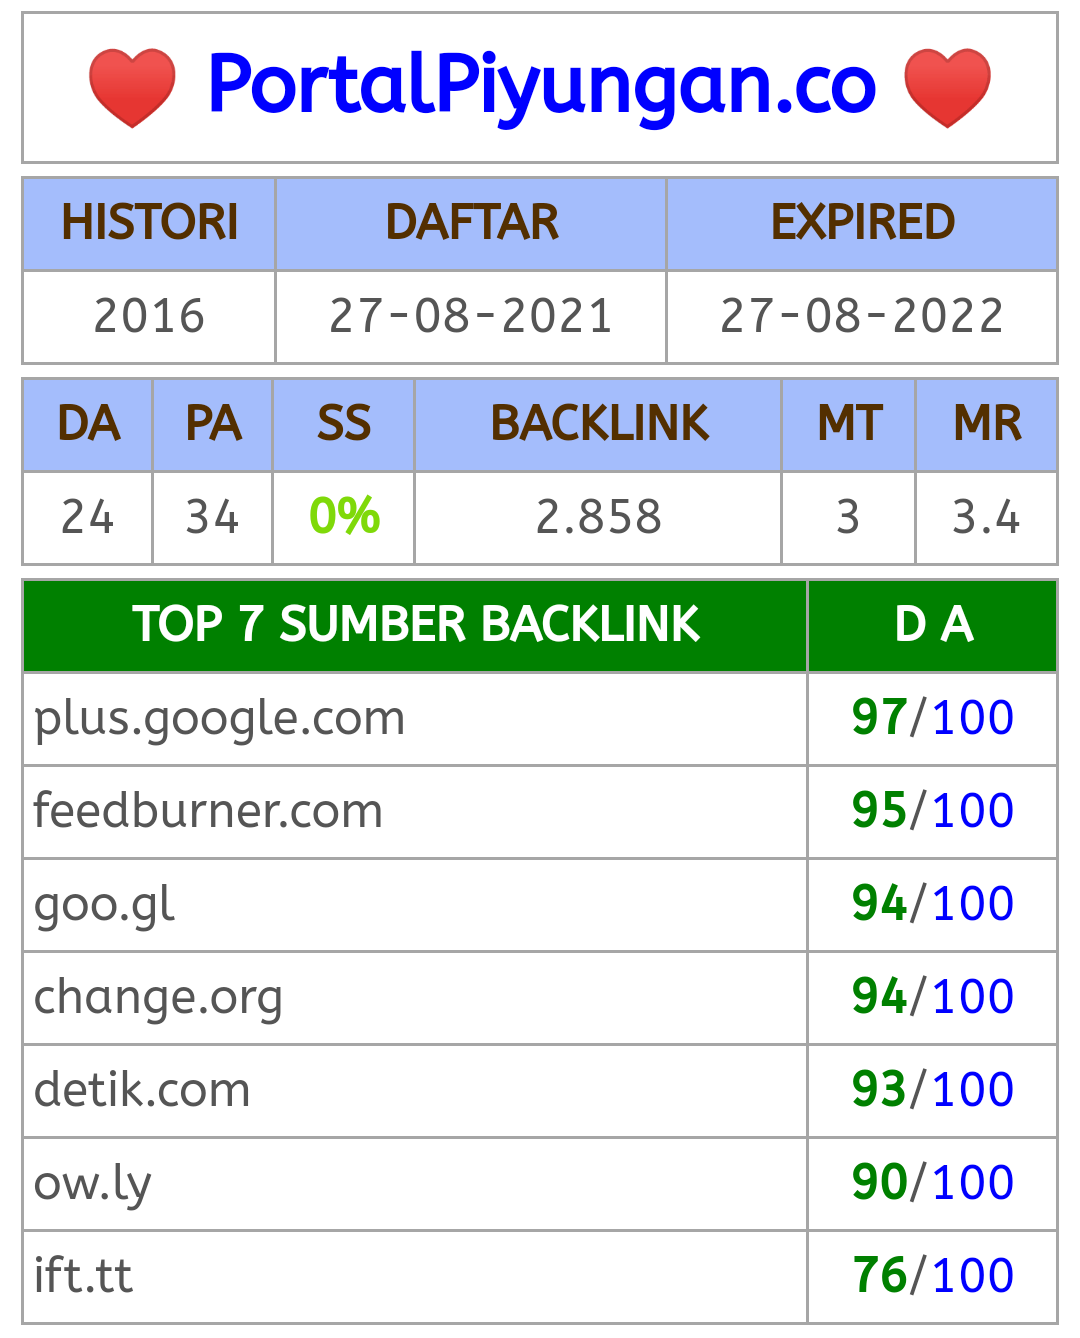 PortalPiyungan.co
HISTORI DAFTAR EXPIRED
2016 27-08-2021 27-08-2022
DA PA SS BACKLINK MT MR
24 34 0% 2.858 3 3.4
TOP 7 SUMBER BACKLINK D A
plus.google.com 97/100
feedburner.com 95/100
goo.gl 94/100
change.org 94/100
detik.com 93/100
ow.ly 90/100
ift.tt 76/100